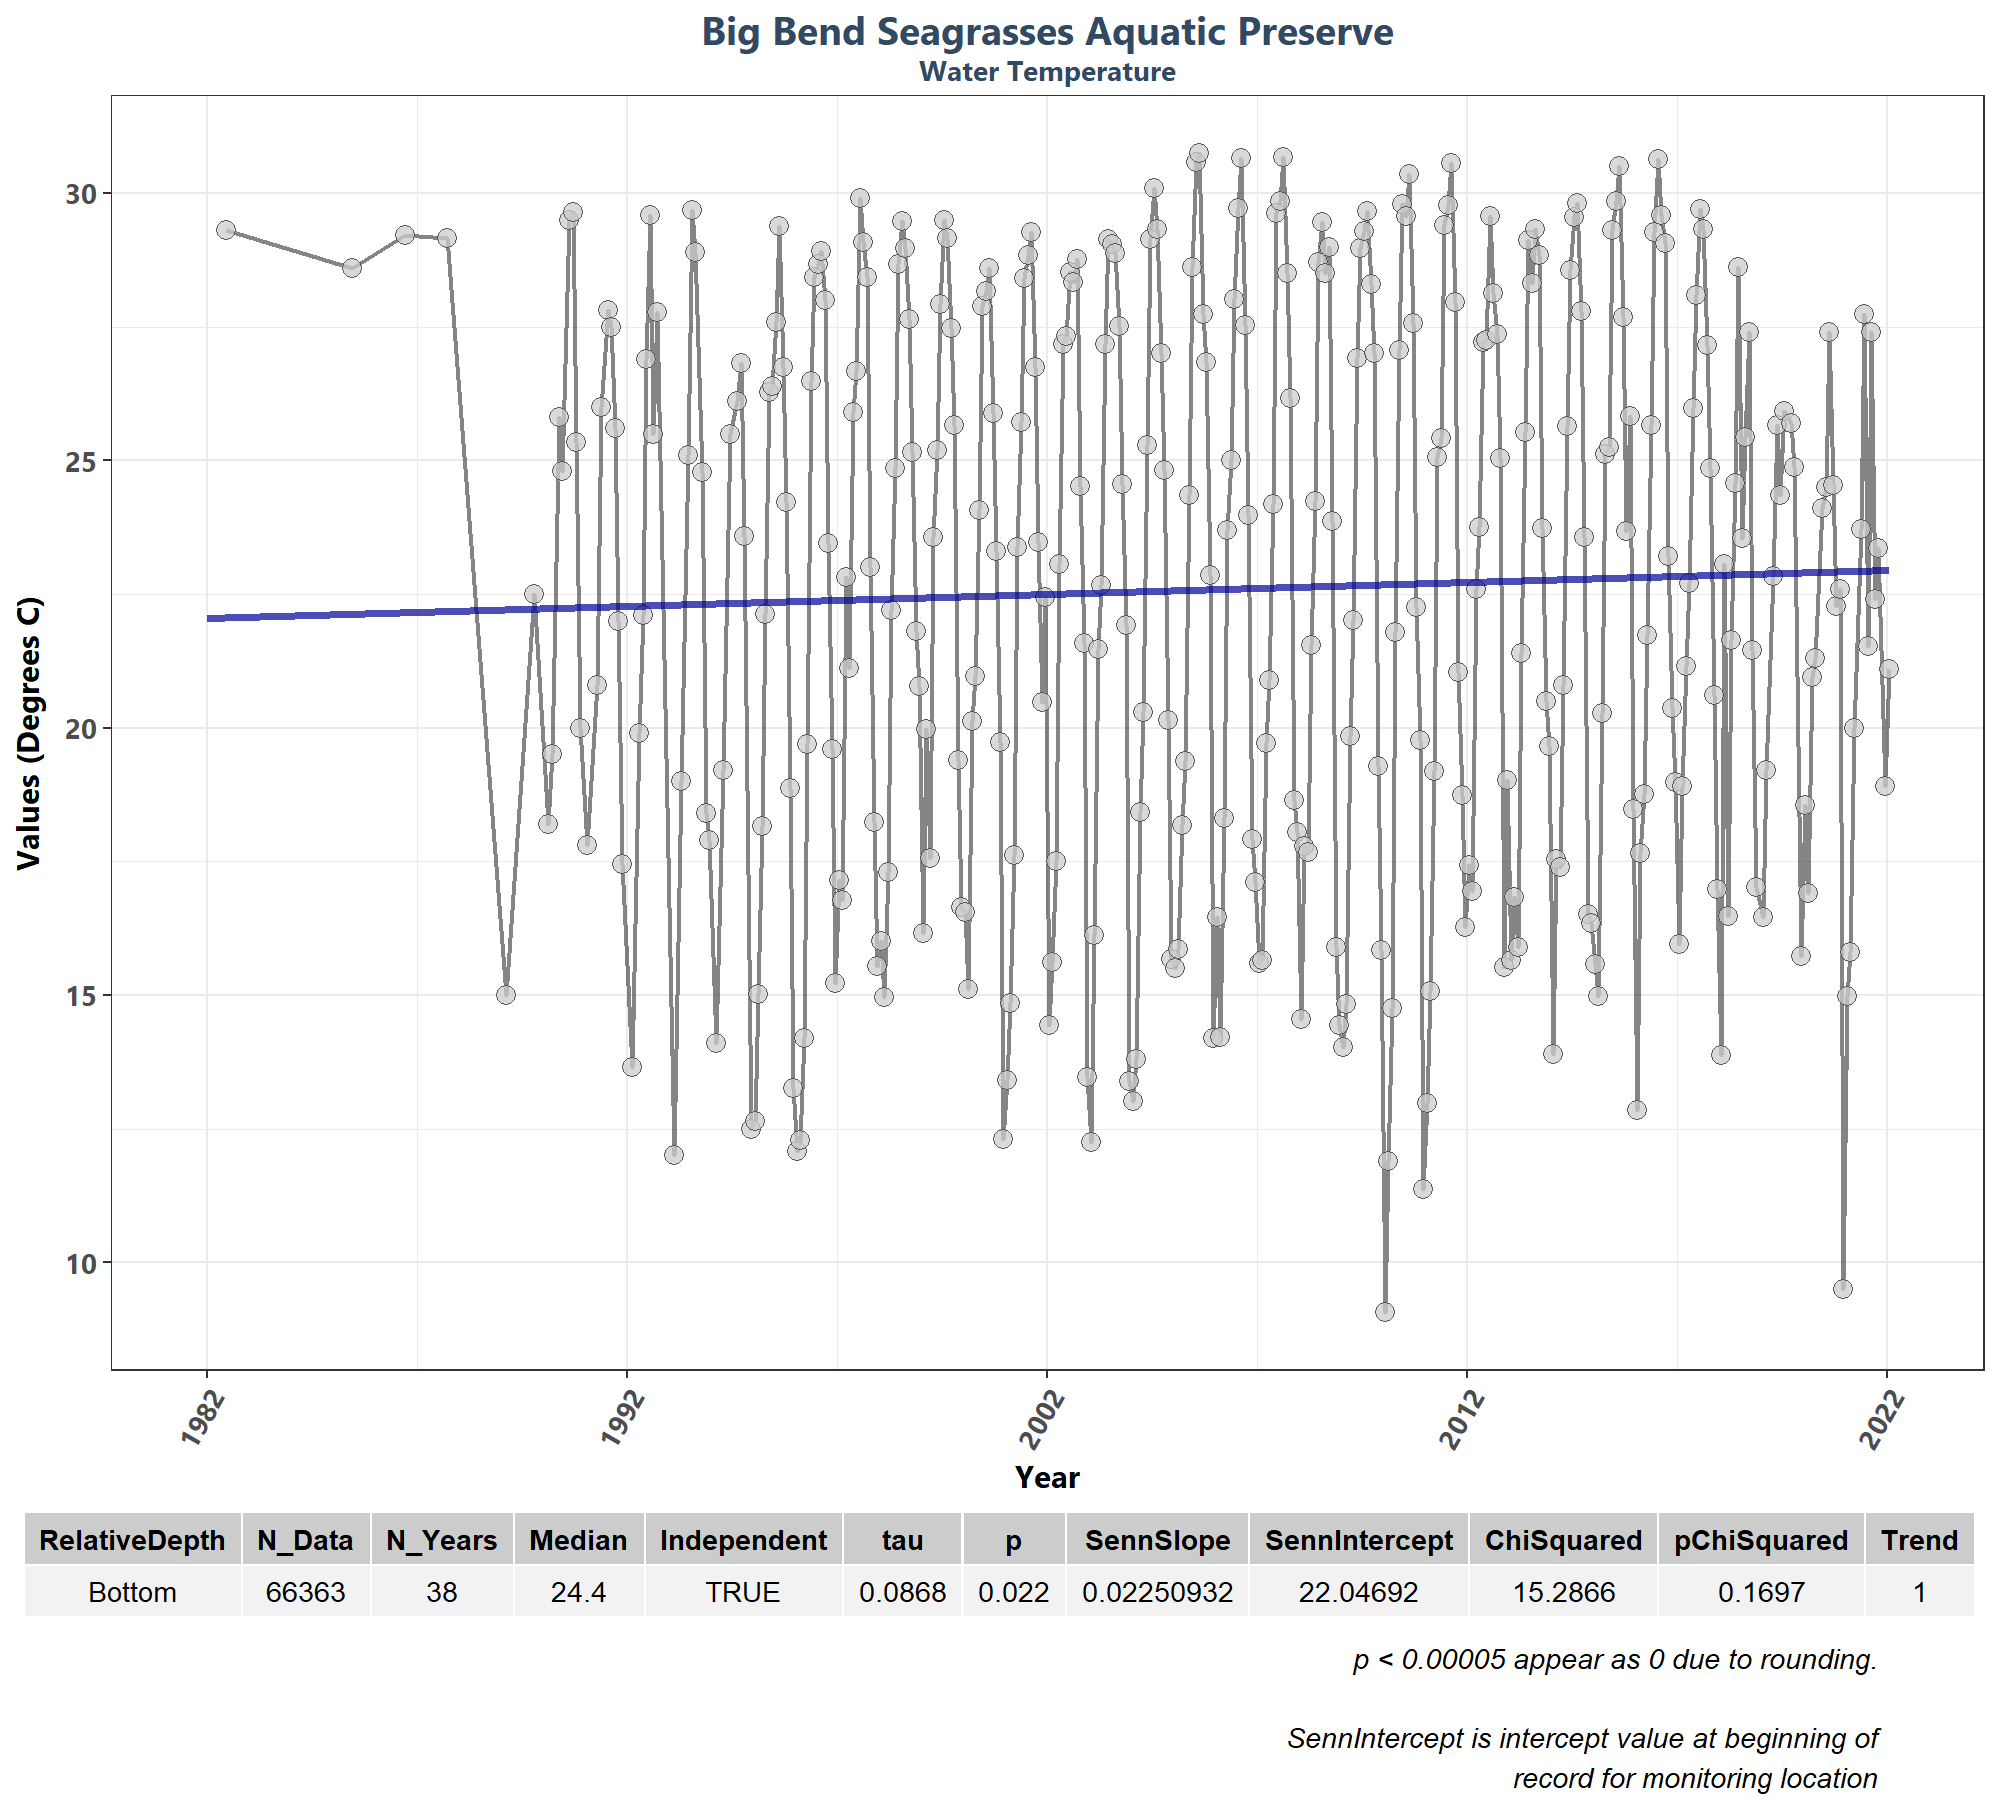 Big Bend Seagrasses Aquatic Preserve
Water Temperature
Values (Degrees C)
30
25
20
15
10
1982
1992
2002
2012
2022
Year
RelativeDepth N_Data N_Years Median Independent tau p SennSlope SennIntercept ChiSquared pChiSquared Trend
Bottom 66363 38 24.4 TRUE 0.0868 0.022 0.02250932 22.04692 15.2866 0.1697 1
p < 0.00005 appear as 0 due to rounding.
SennIntercept is intercept value at beginning of
record for monitoring location